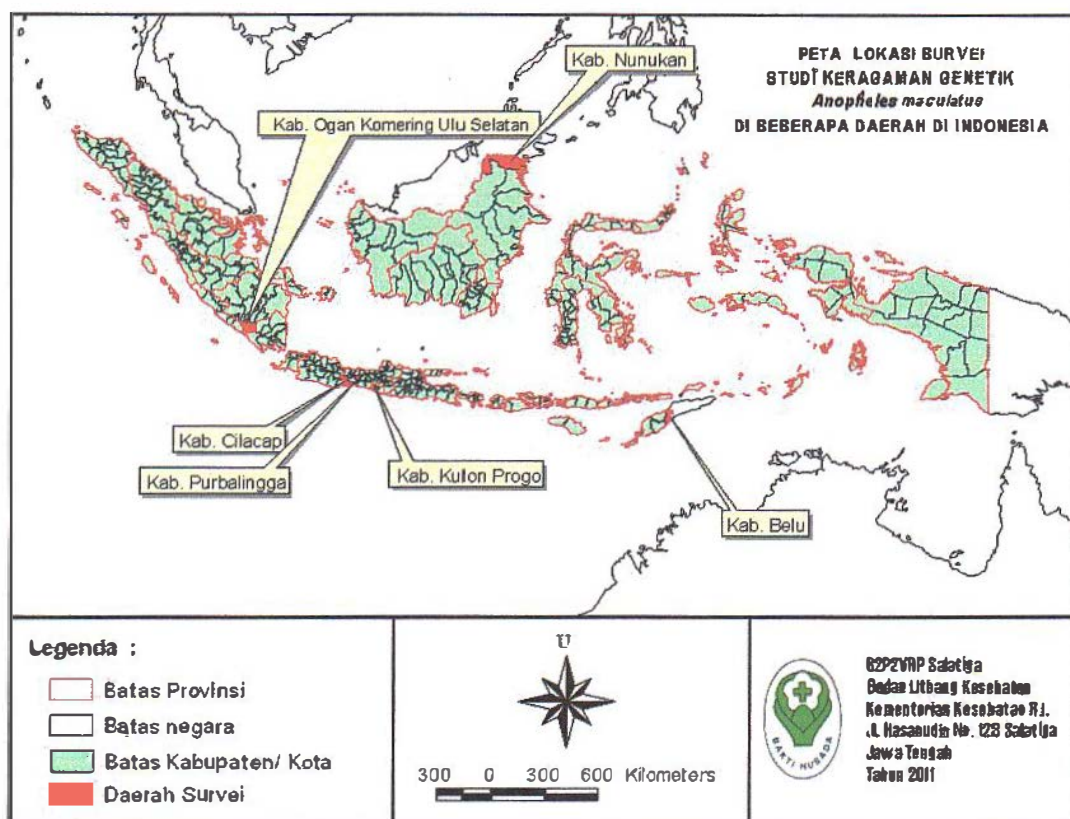 PETA LOKASI SURVEI
STUDI KERAGAMAN GENETIK
Anopheles maculatus
DI BEBERAPA DAERAH DI INDONESIA
Kab. Nunukan
Kab. Ogan Komering Ulu Selatan
Kab. Cilacap
Kab. Purbalingga
Kab. Kulon Progo
Kab. Belu
Legenda :
Batas Provinsi
Batas negara
Batas Kabupaten/ Kota
Daerah Survei
U
300 0 300 600 Kilometers
BAKTI HUSADA
B2P2VRP Salatiga
Badan Litbang Kesehatan
Kementerian Kesehatan R.I.
JL Hasanudin No. 123 Salatiga
Jawa Tengah
Tahun 2011